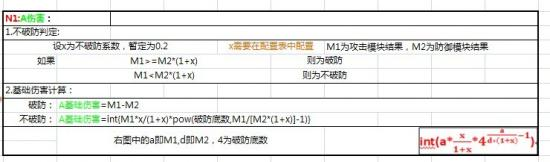 N1:A伤害：
1.不破防判定:
设x为不破防系数，暂定为0.2 x需要在配置表中配置 M1为攻击模块结果，M2为防御模块结果
如果 M1>=M2*(1+x) 则为破防
M1<M2*(1+x) 则为不破防
2.基础伤害计算：
破防： A基础伤害=M1-M2
不破防： A基础伤害=int(M1*x/(1+x)*pow(破防底数,M1/[M2*(1+x)]-1))
右图中的a即M1,d即M2，4为破防底数 int(a*x/(1+x)*4^(a/(d*(1+x))-1))